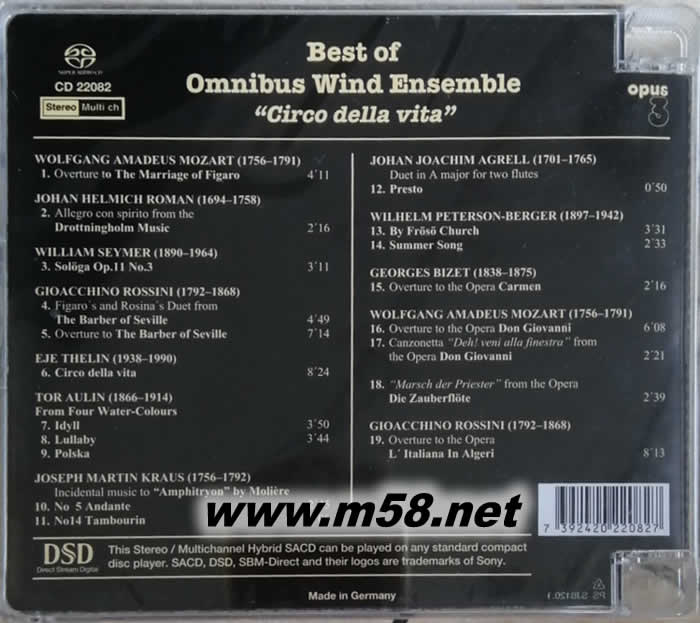 SUPER AUDIO CD
CD 22082
Stereo Multi ch
Best of
Omnibus Wind Ensemble
“Circo della vita”
opus
3
WOLFGANG AMADEUS MOZART (1756–1791)
1. Overture to The Marriage of Figaro 4´11
JOHAN HELMICH ROMAN (1694–1758)
2. Allegro con spirito from the
Drottningholm Music 2´16
WILLIAM SEYMER (1890–1964)
3. Solöga Op.11 No.3 3´11
GIOACCHINO ROSSINI (1792–1868)
4. Figaro´s and Rosina´s Duet from
The Barber of Seville 4´49
5. Overture to The Barber of Seville 7´14
EJE THELIN (1938–1990)
6. Circo della vita 8´24
TOR AULIN (1866–1914)
From Four Water-Colours
7. Idyll 3´50
8. Lullaby 3´44
9. Polska
JOSEPH MARTIN KRAUS (1756–1792)
Incidental music to “Amphitryon” by Molière
10. No 5 Andante
11. No14 Tambourin
JOHAN JOACHIM AGRELL (1701–1765)
Duet in A major for two flutes
12. Presto 0´50
WILHELM PETERSON-BERGER (1897–1942)
13. By Frösö Church 3´31
14. Summer Song 2´33
GEORGES BIZET (1838–1875)
15. Overture to the Opera Carmen 2´16
WOLFGANG AMADEUS MOZART (1756–1791)
16. Overture to the Opera Don Giovanni 6´08
17. Canzonetta “Deh! veni alla finestra” from
the Opera Don Giovanni 2´21
18. “Marsch der Priester” from the Opera
Die Zauberflöte 2´39
GIOACCHINO ROSSINI (1792–1868)
19. Overture to the Opera
L´ Italiana In Algeri 8´13
www.m58.net
7 392420 220827
DSD
Direct Stream Digital
This Stereo / Multichannel Hybrid SACD can be played on any standard compact
disc player. SACD, DSD, SBM-Direct and their logos are trademarks of Sony.
Made in Germany